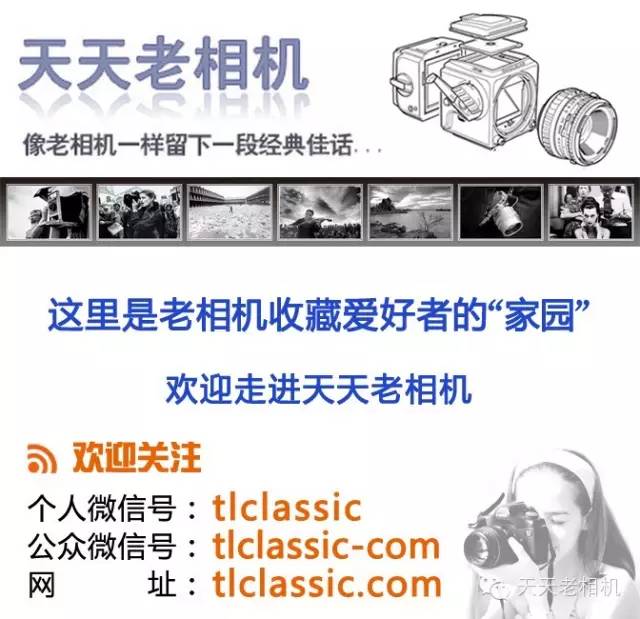 天天老相机
像老相机一样留下一段经典佳话...
这里是老相机收藏爱好者的“家园”
欢迎走进天天老相机
欢迎关注
个人微信号：tlclassic
公众微信号：tlclassic-com
网 址：tlclassic.com
天天老相机